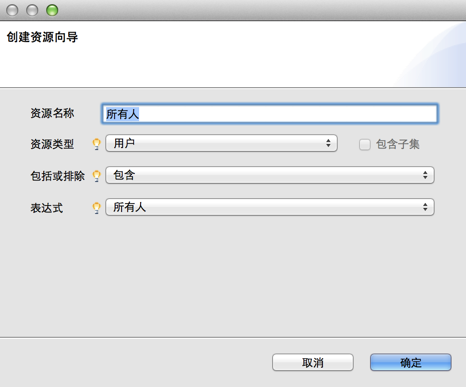 创建资源向导
资源名称 所有人
资源类型 用户 包含子集
包括或排除 包含
表达式 所有人
取消 确定